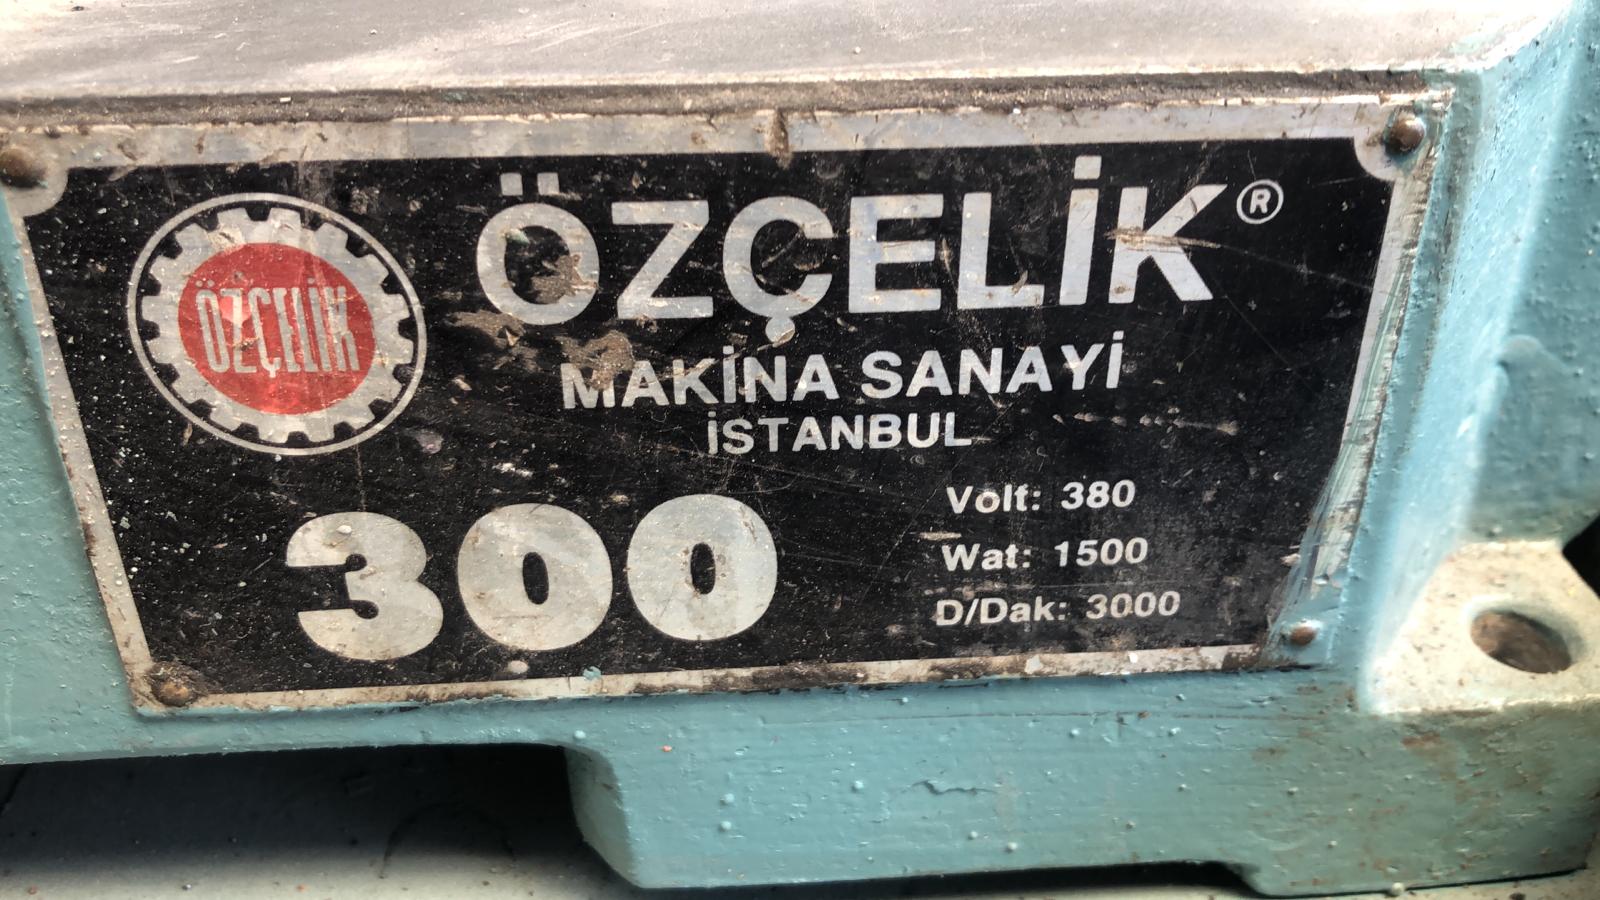 ÖZÇELİK
ÖZÇELİK®
MAKİNA SANAYİ
İSTANBUL
300
Volt: 380
Wat: 1500
D/Dak: 3000